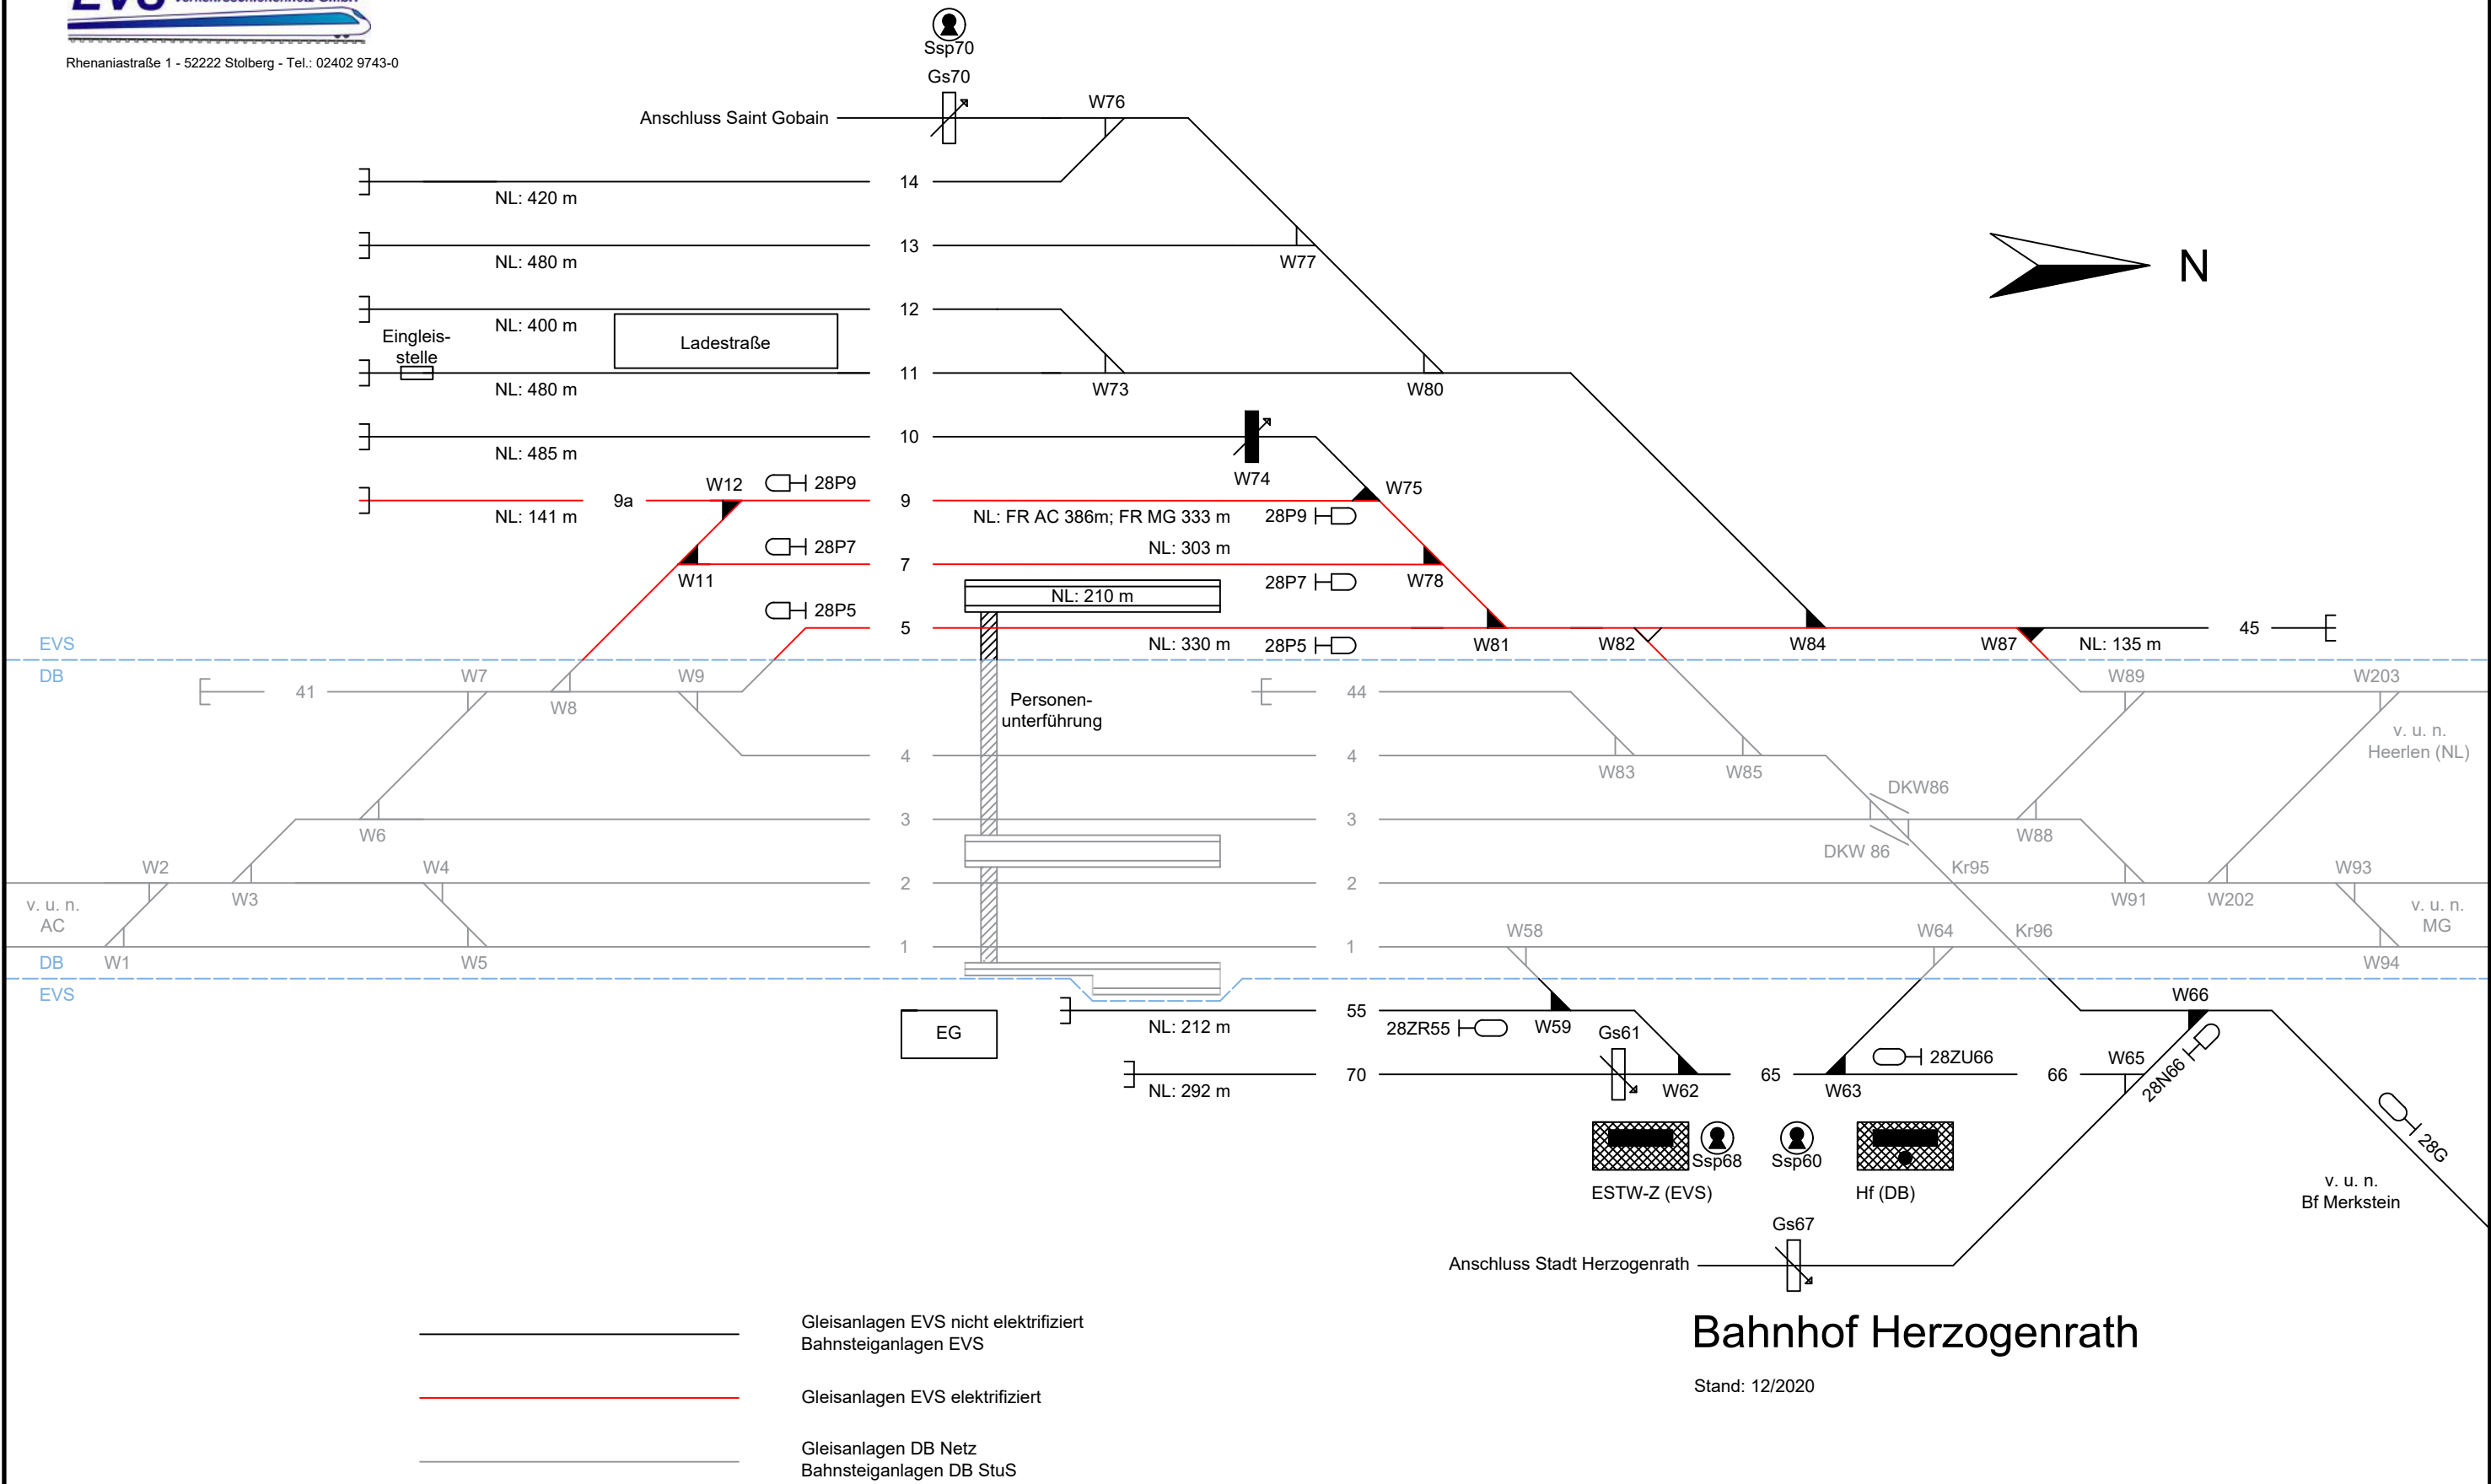 EVS
Rhenaniastraße 1 - 52222 Stolberg - Tel.: 02402 9743-0
Ssp70
Gs70
Anschluss Saint Gobain
W76
14
NL: 420 m
13
NL: 480 m
W77
N
12
NL: 400 m
Eingleis-
stelle
Ladestraße
11
NL: 480 m
W73
W80
10
NL: 485 m
W74
W12
28P9
W75
9a
9
NL: 141 m
NL: FR AC 386m; FR MG 333 m
28P9
28P7
NL: 303 m
7
W11
28P7
W78
NL: 210 m
28P5
5
45
EVS
NL: 330 m
28P5
W81
W82
W84
W87
NL: 135 m
DB
W7
W9
W89
W203
41
44
W8
Personen-
unterführung
v. u. n.
Heerlen (NL)
4
4
W83
W85
DKW86
3
3
W6
W88
DKW 86
W2
W4
Kr95
W93
2
2
W3
W91
W202
v. u. n.
AC
v. u. n.
MG
W58
W64
Kr96
1
1
DB
W1
W5
W94
EVS
W66
55
EG
NL: 212 m
28ZR55
W59
Gs61
28ZU66
W65
70
65
66
28N66
NL: 292 m
W62
W63
28G
Ssp68
Ssp60
ESTW-Z (EVS)
Hf (DB)
v. u. n.
Bf Merkstein
Gs67
Anschluss Stadt Herzogenrath
Gleisanlagen EVS nicht elektrifiziert
Bahnsteiganlagen EVS
Bahnhof Herzogenrath
Stand: 12/2020
Gleisanlagen EVS elektrifiziert
Gleisanlagen DB Netz
Bahnsteiganlagen DB StuS